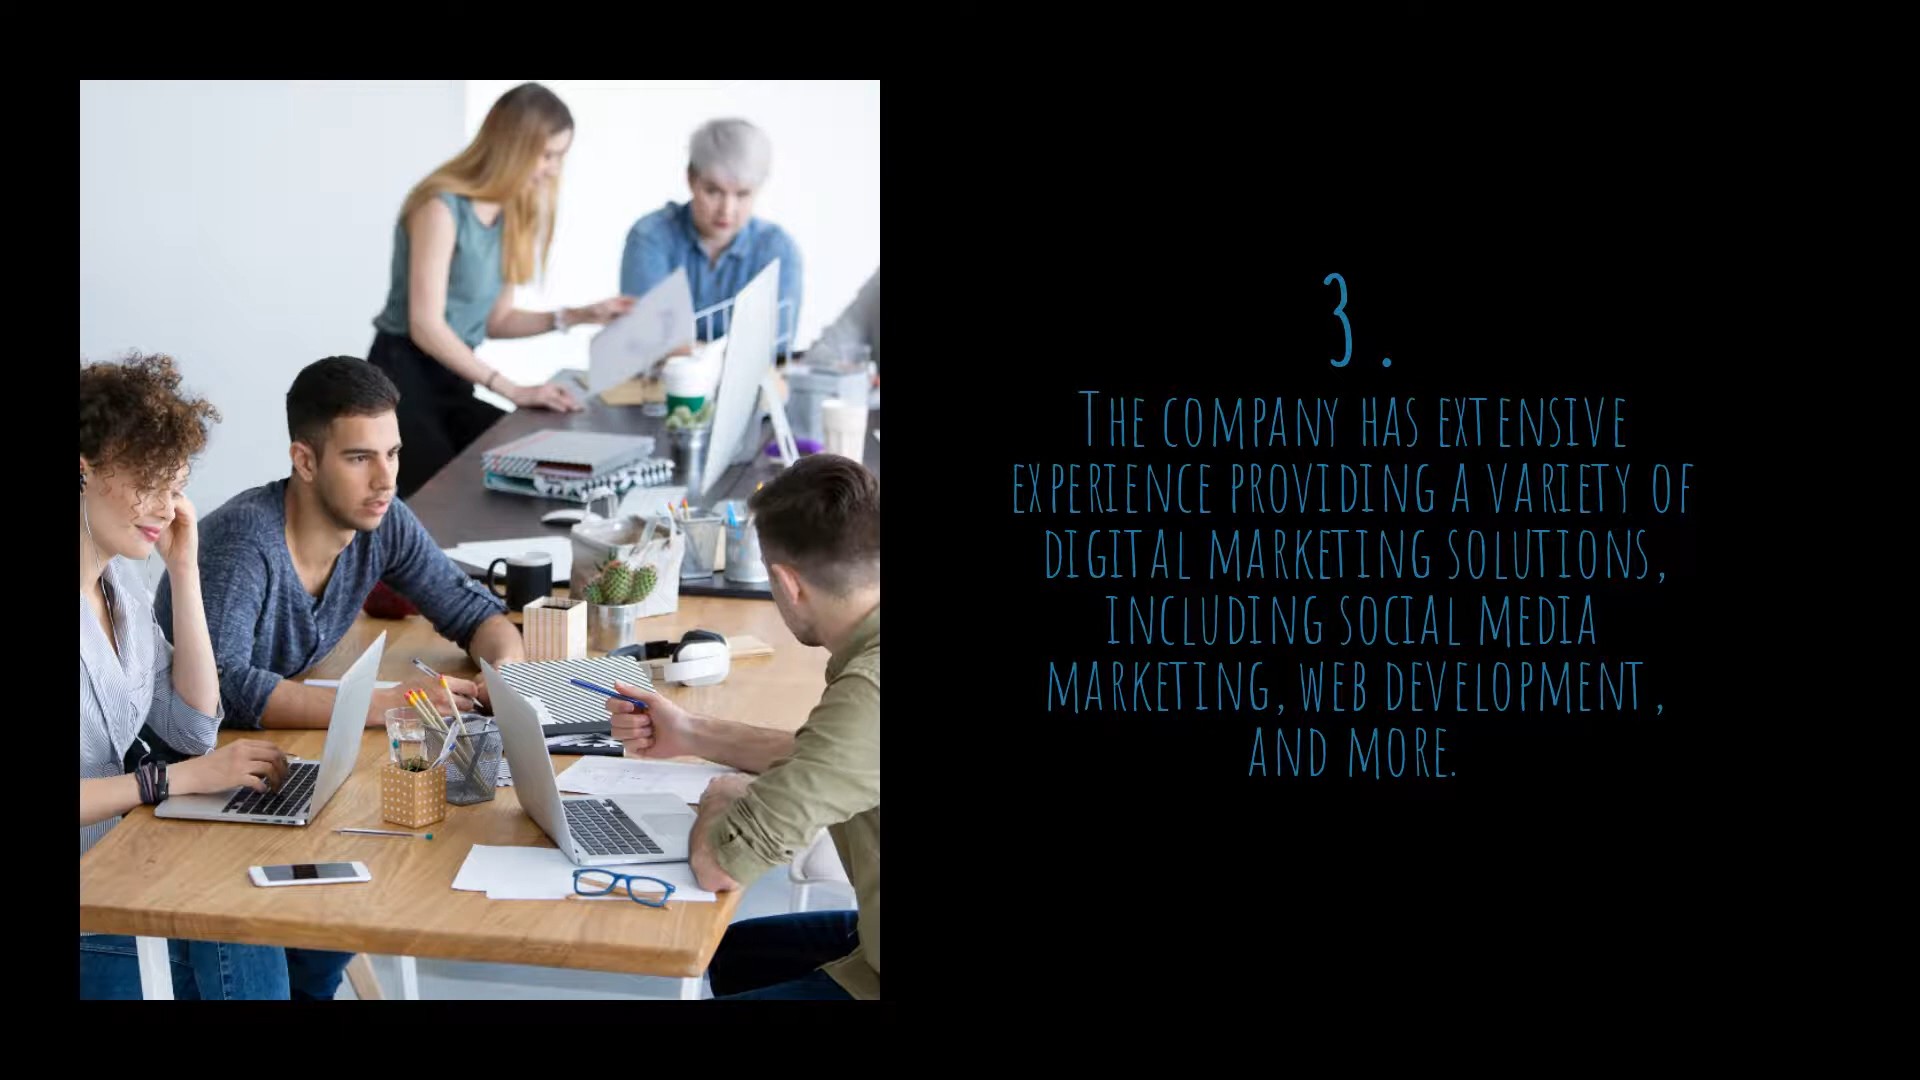 3.
The company has extensive
experience providing a variety of
digital marketing solutions,
including social media
marketing, web development,
and more.